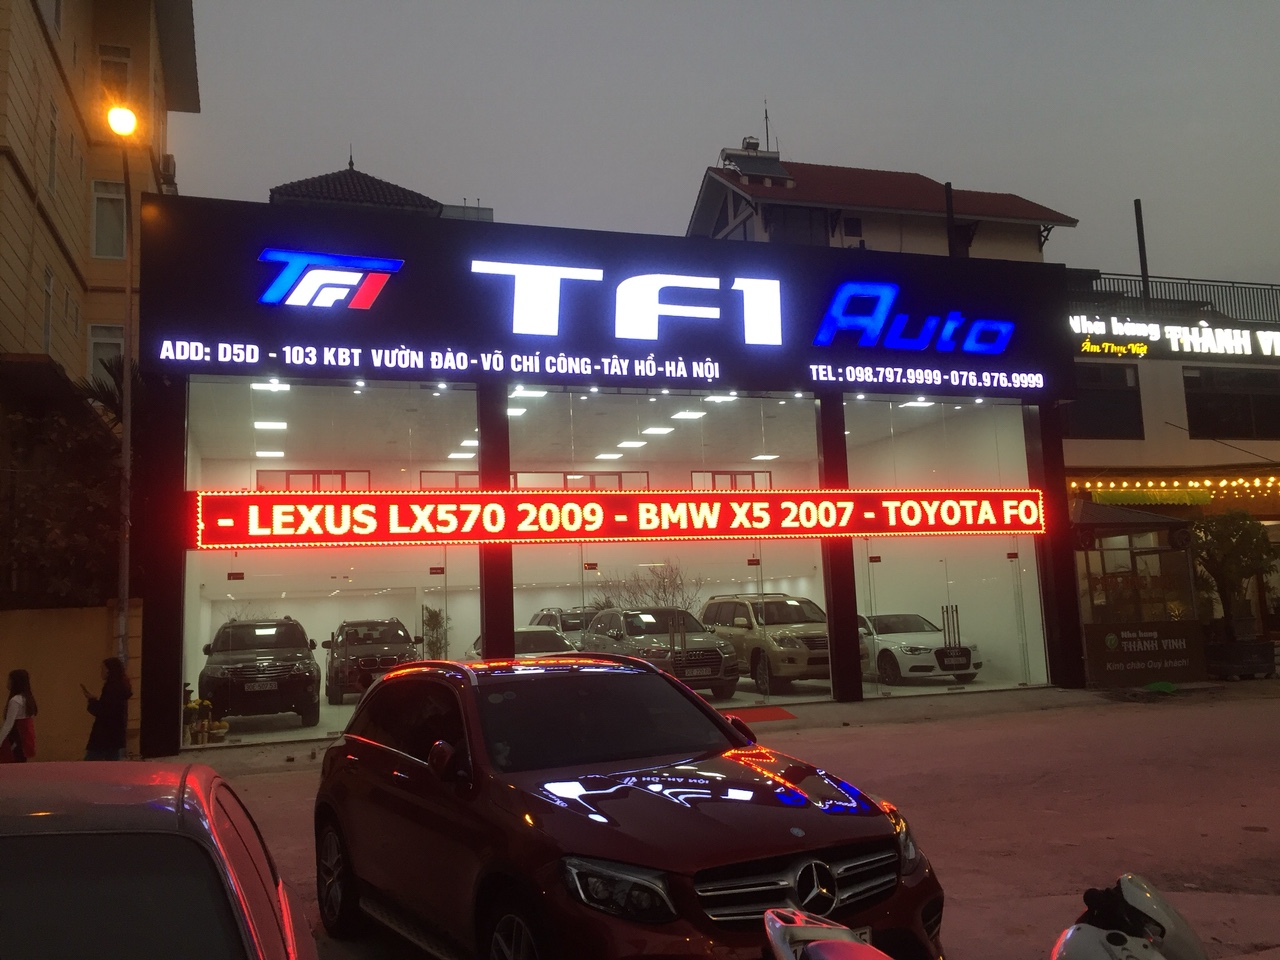 TF1
TF1 Auto
ADD: D5D - 103 KBT VƯỜN ĐÀO - VÕ CHÍ CÔNG - TÂY HỒ - HÀ NỘI
TEL: 098.797.9999 - 076.976.9999
- LEXUS LX570 2009 - BMW X5 2007 - TOYOTA FO
Nhà hàng THÀNH
Ẩm Thực Việt
Nhà hàng
THÀNH VINH
Kính chào Quý khách!